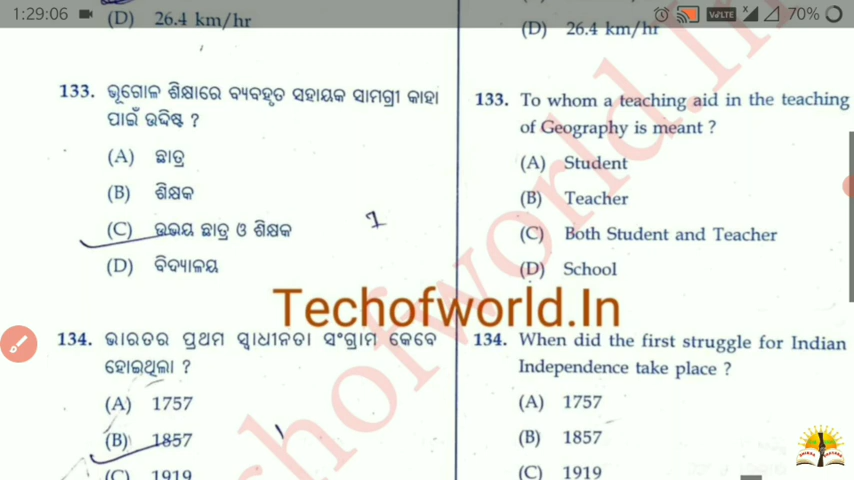 1:29:06
VoLTE
X
70%
(D) 26.4 km/hr
133. ଭୂଗୋଳ ଶିକ୍ଷାରେ ବ୍ୟବହୃତ ସହାୟକ ସାମଗ୍ରୀ କାହା
ପାଇଁ ଉଦ୍ଦିଷ୍ଟ ?
(A) ଛାତ୍ର
(B) ଶିକ୍ଷକ
(C) ଉଭୟ ଛାତ୍ର ଓ ଶିକ୍ଷକ
(D) ବିଦ୍ୟାଳୟ
134. ଭାରତର ପ୍ରଥମ ସ୍ୱାଧୀନତା ସଂଗ୍ରାମ କେବେ
ହୋଇଥିଲା ?
(A) 1757
(B) 1857
(C) 1919
(D) 26.4 km/hr
133. To whom a teaching aid in the teaching
of Geography is meant ?
(A) Student
(B) Teacher
(C) Both Student and Teacher
(D) School
134. When did the first struggle for Indian
Independence take place ?
(A) 1757
(B) 1857
(C) 1919
Techofworld.In
Techofworld.In